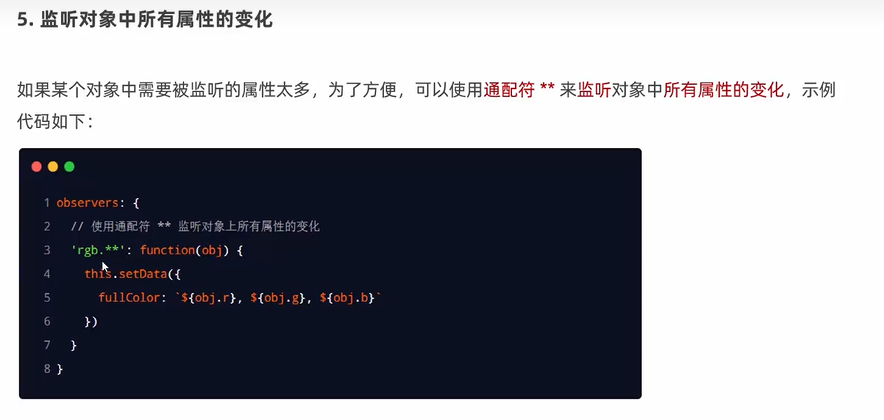 5. 监听对象中所有属性的变化
如果某个对象中需要被监听的属性太多，为了方便，可以使用通配符 ** 来监听对象中所有属性的变化，示例
代码如下：
1 observers: {
2   // 使用通配符 ** 监听对象上所有属性的变化
3   'rgb.**': function(obj) {
4     this.setData({
5       fullColor: `${obj.r}, ${obj.g}, ${obj.b}`
6     })
7   }
8 }